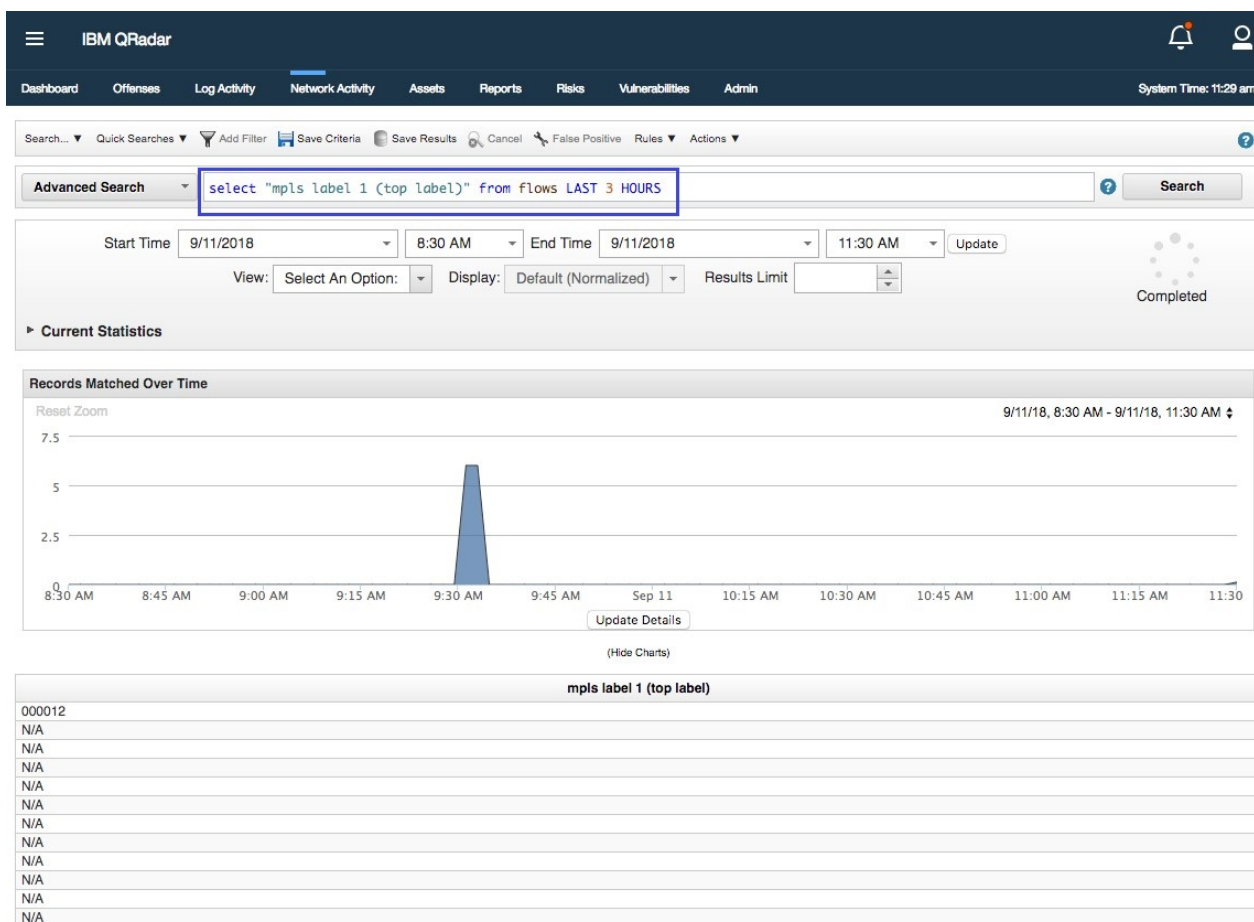 IBM QRadar
Dashboard Offenses Log Activity Network Activity Assets Reports Risks Vulnerabilities Admin System Time: 11:29 am
Search... ▼ Quick Searches ▼ Add Filter Save Criteria Save Results Cancel False Positive Rules ▼ Actions ▼ ?
Advanced Search select "mpls label 1 (top label)" from flows LAST 3 HOURS ? Search
Start Time 9/11/2018 8:30 AM End Time 9/11/2018 11:30 AM Update
View: Select An Option: Display: Default (Normalized) Results Limit
Completed
Current Statistics
Records Matched Over Time
Reset Zoom 9/11/18, 8:30 AM - 9/11/18, 11:30 AM
7.5
5
2.5
0
8:30 AM 8:45 AM 9:00 AM 9:15 AM 9:30 AM 9:45 AM Sep 11 10:15 AM 10:30 AM 10:45 AM 11:00 AM 11:15 AM 11:30
Update Details
(Hide Charts)
mpls label 1 (top label)
000012
N/A
N/A
N/A
N/A
N/A
N/A
N/A
N/A
N/A
N/A
N/A